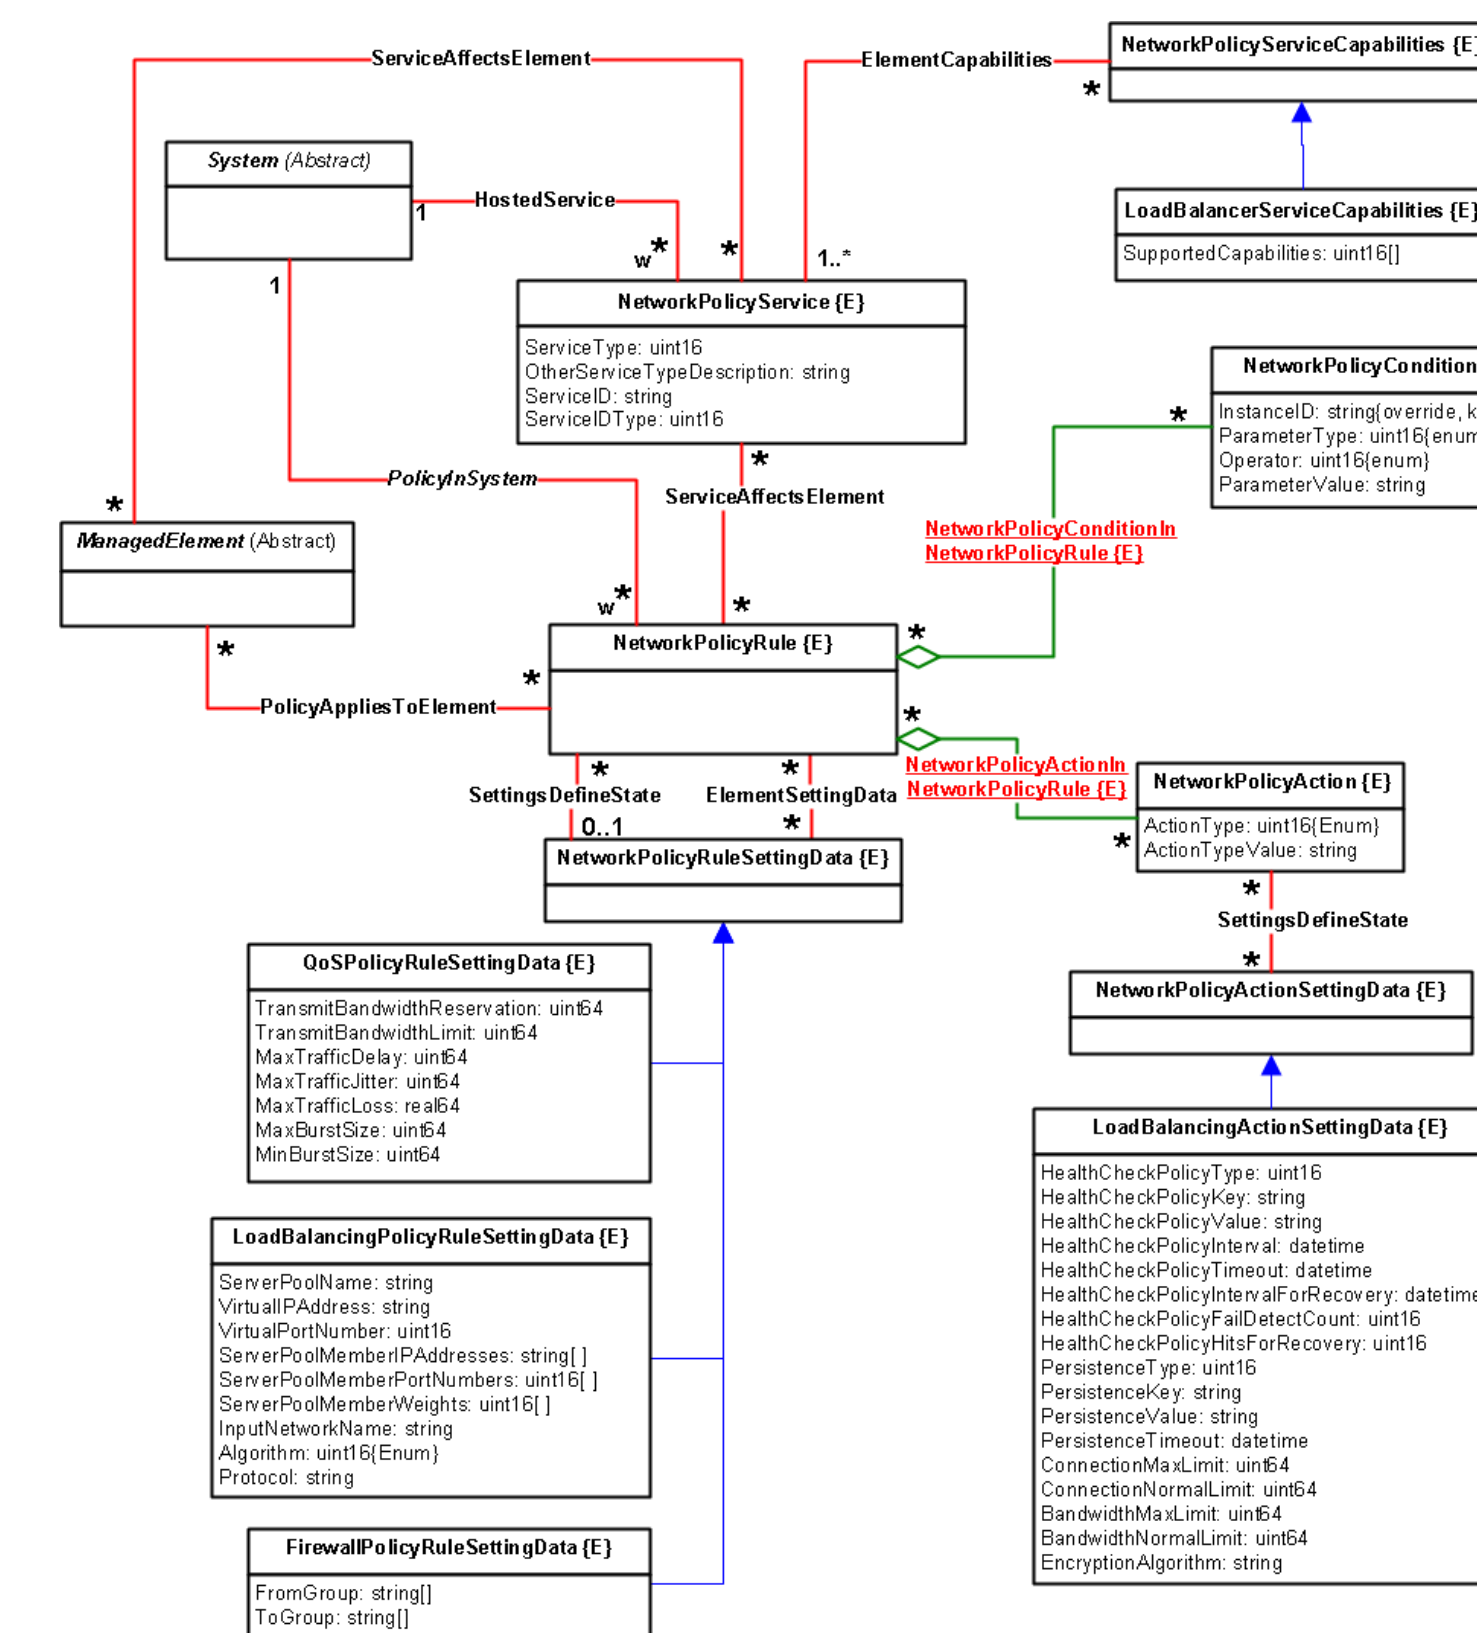 ServiceAffectsElement
ElementCapabilities
NetworkPolicyServiceCapabilities {E}
*
System (Abstract)
HostedService
1
w*
*
1..*
LoadBalancerServiceCapabilities {E}
SupportedCapabilities: uint16[]
1
NetworkPolicyService {E}
ServiceType: uint16
OtherServiceTypeDescription: string
ServiceID: string
ServiceIDType: uint16
NetworkPolicyCondition
InstanceID: string{override, k
ParameterType: uint16{enum
Operator: uint16{enum}
ParameterValue: string
*
*
PolicyInSystem
ServiceAffectsElement
*
ManagedElement (Abstract)
NetworkPolicyConditionIn
NetworkPolicyRule {E}
w*
*
NetworkPolicyRule {E}
*
*
*
PolicyAppliesToElement
*
NetworkPolicyActionIn
NetworkPolicyRule {E}
*
*
SettingsDefineState
ElementSettingData
0..1
*
NetworkPolicyAction {E}
ActionType: uint16{Enum}
ActionTypeValue: string
*
NetworkPolicyRuleSettingData {E}
*
SettingsDefineState
*
QoSPolicyRuleSettingData {E}
TransmitBandwidthReservation: uint64
TransmitBandwidthLimit: uint64
MaxTrafficDelay: uint64
MaxTrafficJitter: uint64
MaxTrafficLoss: real64
MaxBurstSize: uint64
MinBurstSize: uint64
NetworkPolicyActionSettingData {E}
LoadBalancingPolicyRuleSettingData {E}
ServerPoolName: string
VirtualIPAddress: string
VirtualPortNumber: uint16
ServerPoolMemberIPAddresses: string[ ]
ServerPoolMemberPortNumbers: uint16[ ]
ServerPoolMemberWeights: uint16[ ]
InputNetworkName: string
Algorithm: uint16{Enum}
Protocol: string
LoadBalancingActionSettingData {E}
HealthCheckPolicyType: uint16
HealthCheckPolicyKey: string
HealthCheckPolicyValue: string
HealthCheckPolicyInterval: datetime
HealthCheckPolicyTimeout: datetime
HealthCheckPolicyIntervalForRecovery: datetime
HealthCheckPolicyFailDetectCount: uint16
HealthCheckPolicyHitsForRecovery: uint16
PersistenceType: uint16
PersistenceKey: string
PersistenceValue: string
PersistenceTimeout: datetime
ConnectionMaxLimit: uint64
ConnectionNormalLimit: uint64
BandwidthMaxLimit: uint64
BandwidthNormalLimit: uint64
EncryptionAlgorithm: string
FirewallPolicyRuleSettingData {E}
FromGroup: string[]
ToGroup: string[]